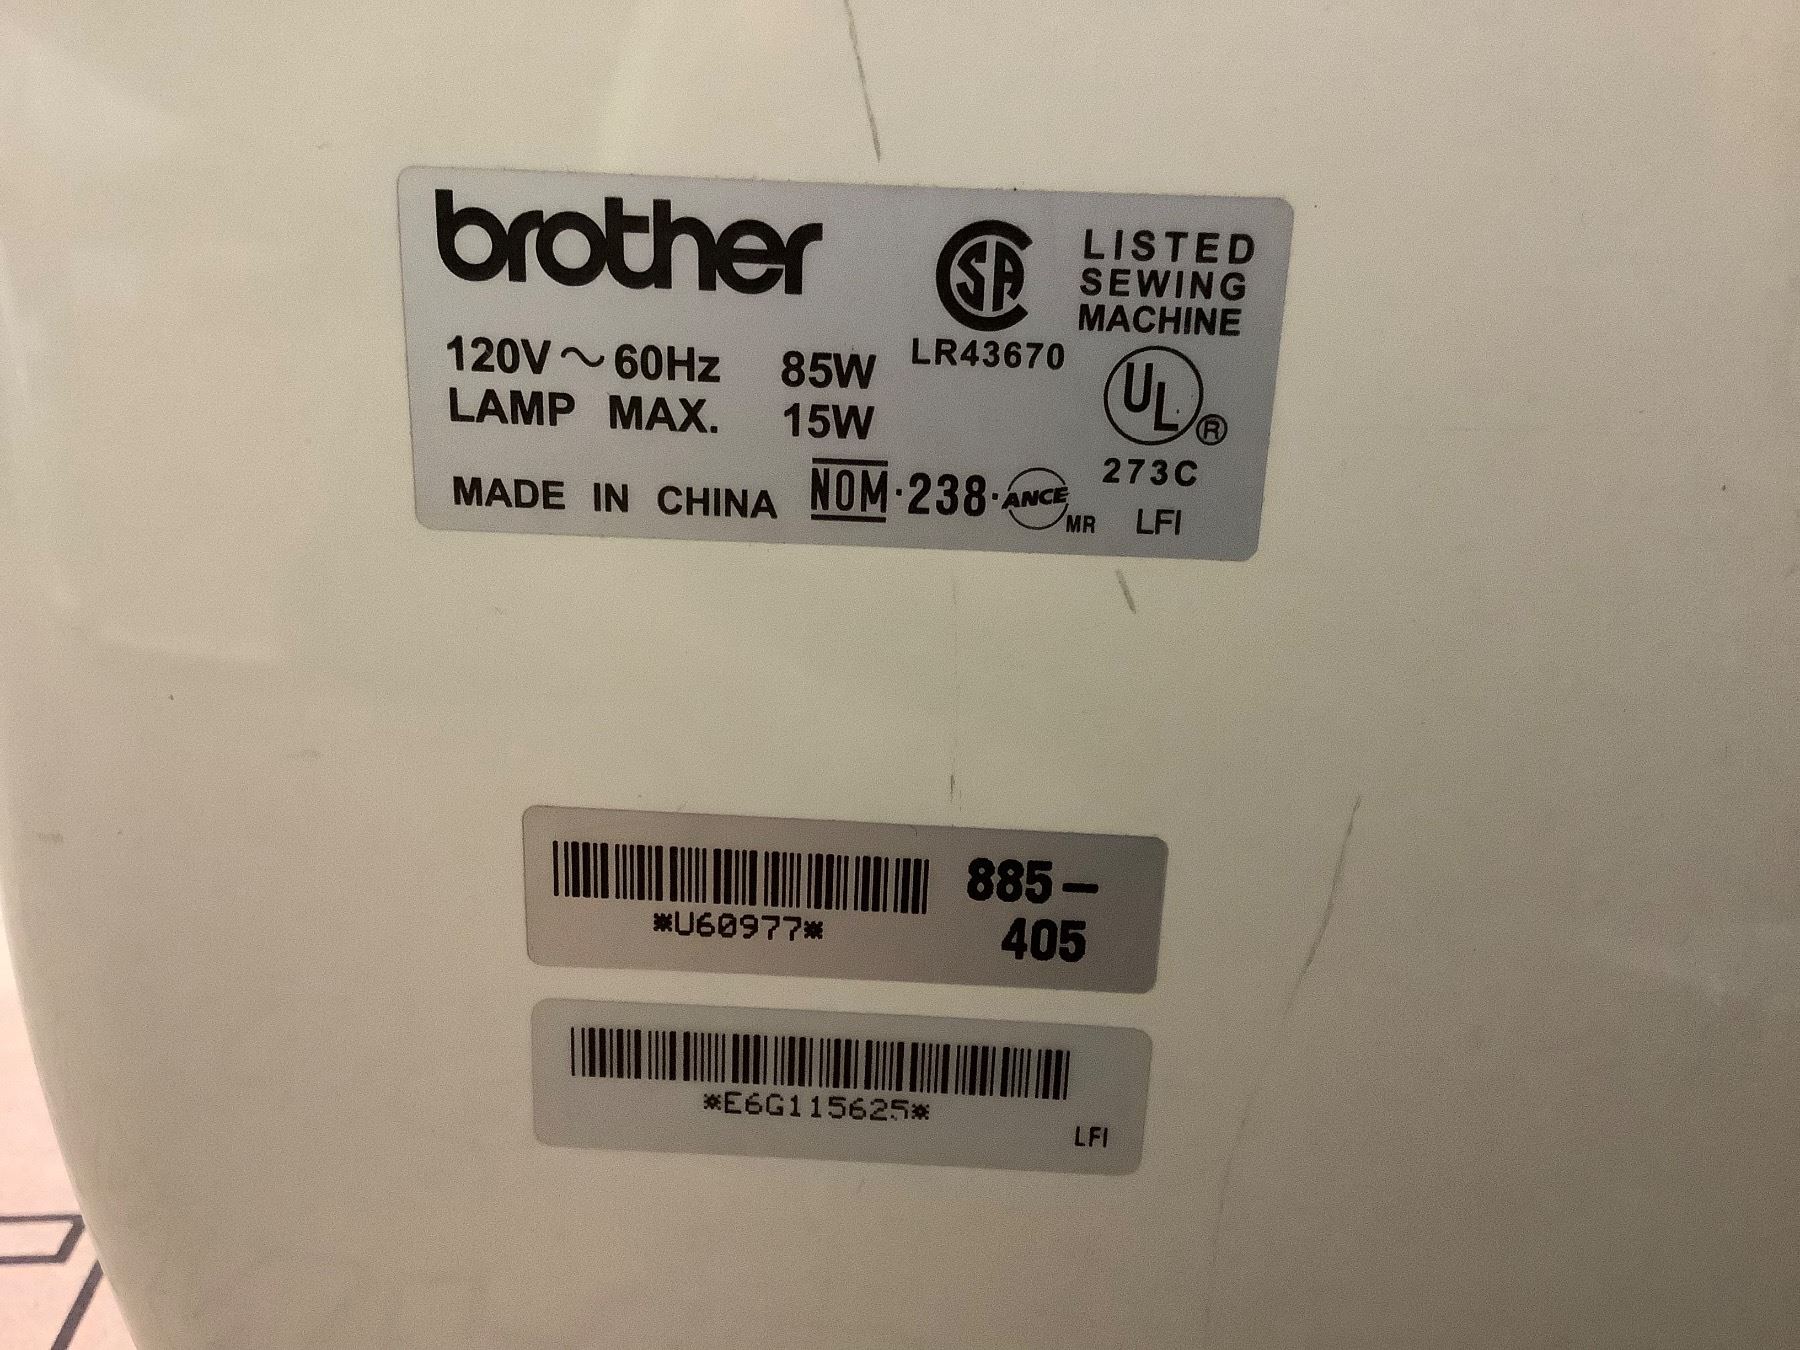 brother
120V～60Hz 85W
LAMP MAX. 15W
MADE IN CHINA
NOM·238·ANCE MR
SA
LR43670
LISTED
SEWING
MACHINE
UL®
273C
LFI
885-
405
*U60977*
*E6G115625*
LFI